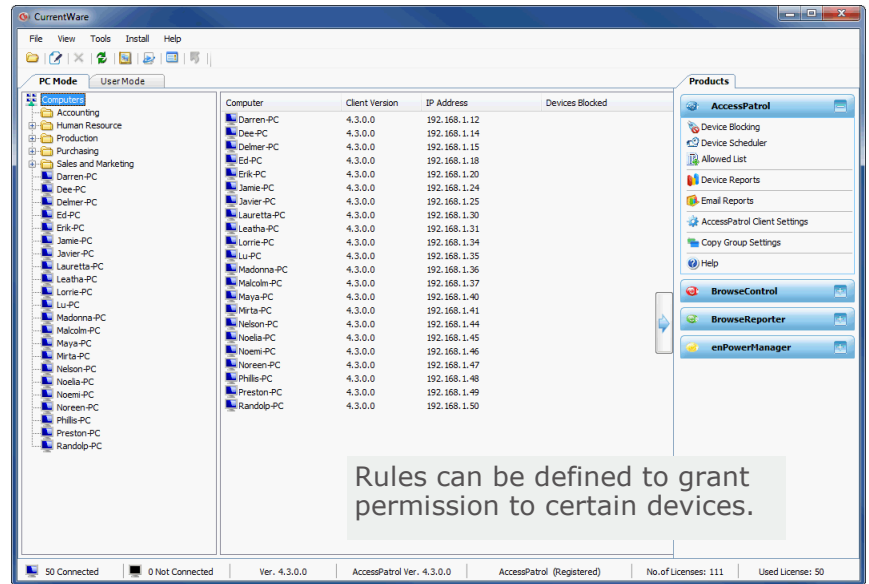 CurrentWare
File View Tools Install Help
PC Mode User Mode
Products
Computers
Accounting
Human Resource
Production
Purchasing
Sales and Marketing
Darren-PC
Dee-PC
Delmer-PC
Ed-PC
Erik-PC
Jamie-PC
Javier-PC
Lauretta-PC
Leatha-PC
Lorrie-PC
Lu-PC
Madonna-PC
Malcolm-PC
Maya-PC
Mirta-PC
Nelson-PC
Noelia-PC
Noemi-PC
Noreen-PC
Philis-PC
Preston-PC
Randolp-PC
Computer Client Version IP Address Devices Blocked
Darren-PC 4.3.0.0 192.168.1.12
Dee-PC 4.3.0.0 192.168.1.14
Delmer-PC 4.3.0.0 192.168.1.15
Ed-PC 4.3.0.0 192.168.1.18
Erik-PC 4.3.0.0 192.168.1.20
Jamie-PC 4.3.0.0 192.168.1.24
Javier-PC 4.3.0.0 192.168.1.25
Lauretta-PC 4.3.0.0 192.168.1.30
Leatha-PC 4.3.0.0 192.168.1.31
Lorrie-PC 4.3.0.0 192.168.1.34
Lu-PC 4.3.0.0 192.168.1.35
Madonna-PC 4.3.0.0 192.168.1.36
Malcolm-PC 4.3.0.0 192.168.1.37
Maya-PC 4.3.0.0 192.168.1.40
Mirta-PC 4.3.0.0 192.168.1.41
Nelson-PC 4.3.0.0 192.168.1.44
Noelia-PC 4.3.0.0 192.168.1.45
Noemi-PC 4.3.0.0 192.168.1.46
Noreen-PC 4.3.0.0 192.168.1.47
Philis-PC 4.3.0.0 192.168.1.48
Preston-PC 4.3.0.0 192.168.1.49
Randolp-PC 4.3.0.0 192.168.1.50
AccessPatrol
Device Blocking
Device Scheduler
Allowed List
Device Reports
Email Reports
AccessPatrol Client Settings
Copy Group Settings
Help
BrowseControl
BrowseReporter
enPowerManager
Rules can be defined to grant
permission to certain devices.
50 Connected 0 Not Connected Ver. 4.3.0.0 AccessPatrol Ver. 4.3.0.0 AccessPatrol (Registered) No.of Licenses: 111 Used License: 50